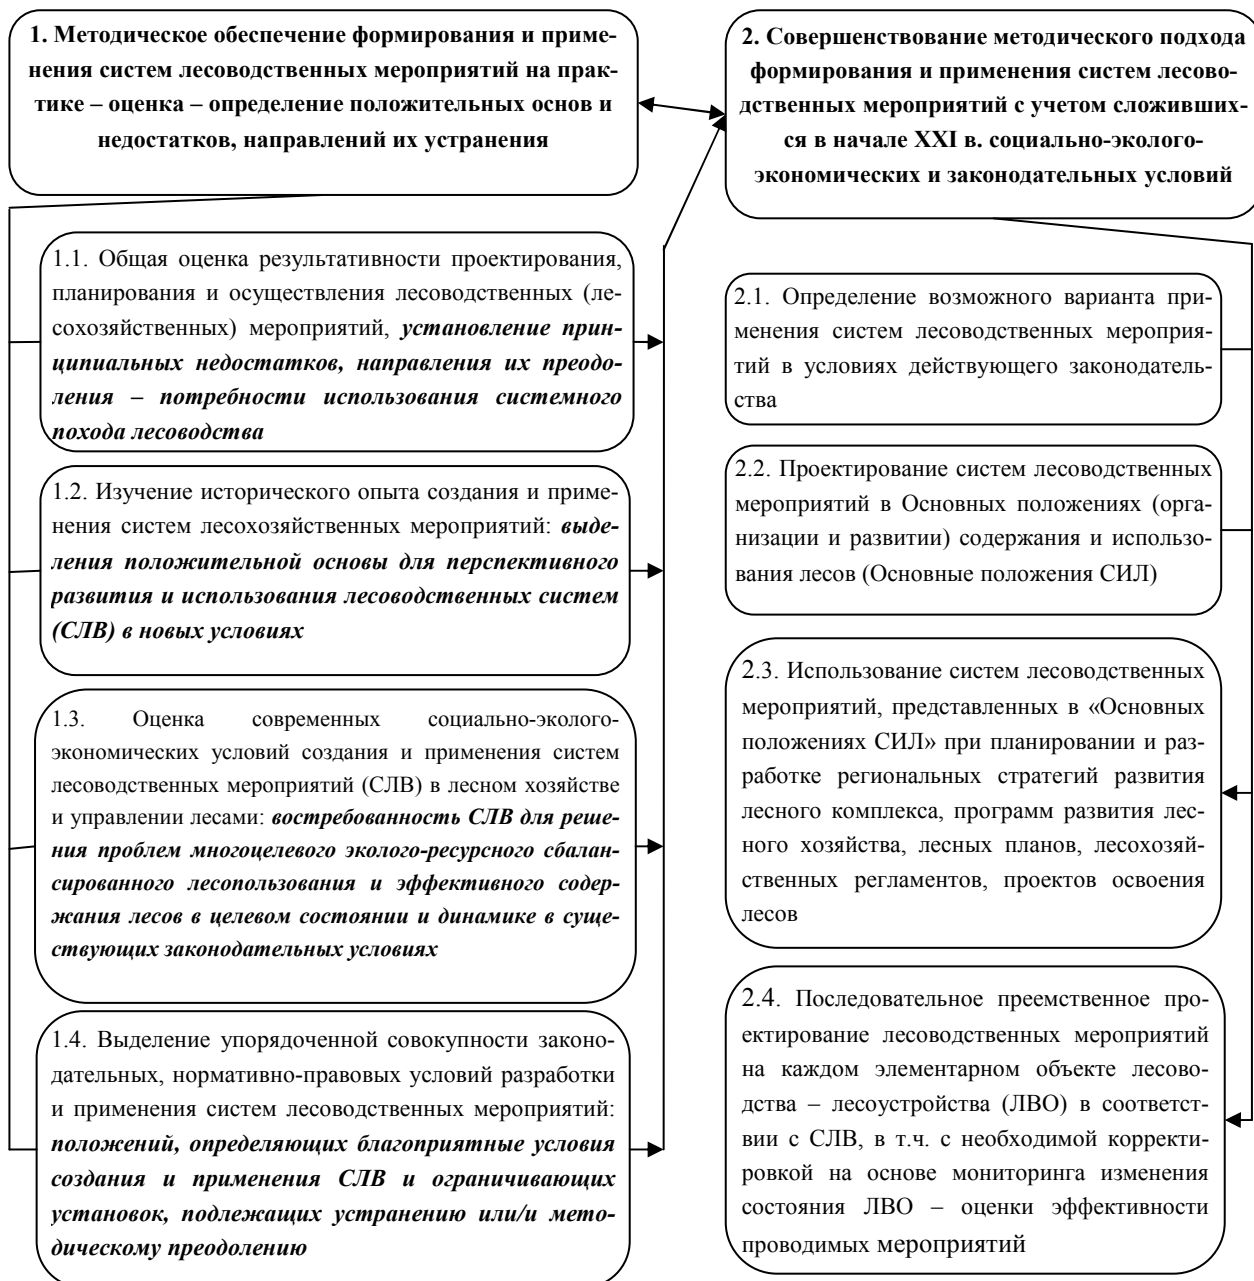 1. Методическое обеспечение формирования и приме-
нения систем лесоводственных мероприятий на прак-
тике – оценка – определение положительных основ и
недостатков, направлений их устранения
1.1. Общая оценка результативности проектирования,
планирования и осуществления лесоводственных (ле-
сохозяйственных) мероприятий, установление прин-
ципиальных недостатков, направления их преодо-
ления – потребности использования системного
похода лесоводства
1.2. Изучение исторического опыта создания и приме-
нения систем лесохозяйственных мероприятий: выде-
ления положительной основы для перспективного
развития и использования лесоводственных систем
(СЛВ) в новых условиях
1.3. Оценка современных социально-эколого-
экономических условий создания и применения систем
лесоводственных мероприятий (СЛВ) в лесном хозяйстве
и управлении лесами: востребованность СЛВ для реше-
ния проблем многоцелевого эколого-ресурсного сбалан-
сированного лесопользования и эффективного содер-
жания лесов в целевом состоянии и динамике в суще-
ствующих законодательных условиях
1.4. Выделение упорядоченной совокупности законо-
дательных, нормативно-правовых условий разработки
и применения систем лесоводственных мероприятий:
положений, определяющих благоприятные условия
создания и применения СЛВ и ограничивающих
установок, подлежащих устранению или/и мето-
дическому преодолению
2. Совершенствование методического подхода
формирования и применения систем лесово-
дственных мероприятий с учетом сложивших-
ся в начале XXI в. социально-эколого-
экономических и законодательных условий
2.1. Определение возможного варианта при-
менения систем лесоводственных мероприя-
тий в условиях действующего законодатель-
ства
2.2. Проектирование систем лесоводственных
мероприятий в Основных положениях (орга-
низации и развитии) содержания и использо-
вания лесов (Основные положения СИЛ)
2.3. Использование систем лесоводственных
мероприятий, представленных в «Основных
положениях СИЛ» при планировании и раз-
работке региональных стратегий развития
лесного комплекса, программ развития лес-
ного хозяйства, лесных планов, лесохозяй-
ственных регламентов, проектов освоения
лесов
2.4. Последовательное преемственное про-
ектирование лесоводственных мероприятий
на каждом элементарном объекте лесово-
дства – лесоустройства (ЛВО) в соответст-
вии с СЛВ, в т.ч. с необходимой корректи-
ровкой на основе мониторинга изменения
состояния ЛВО – оценки эффективности
проводимых мероприятий